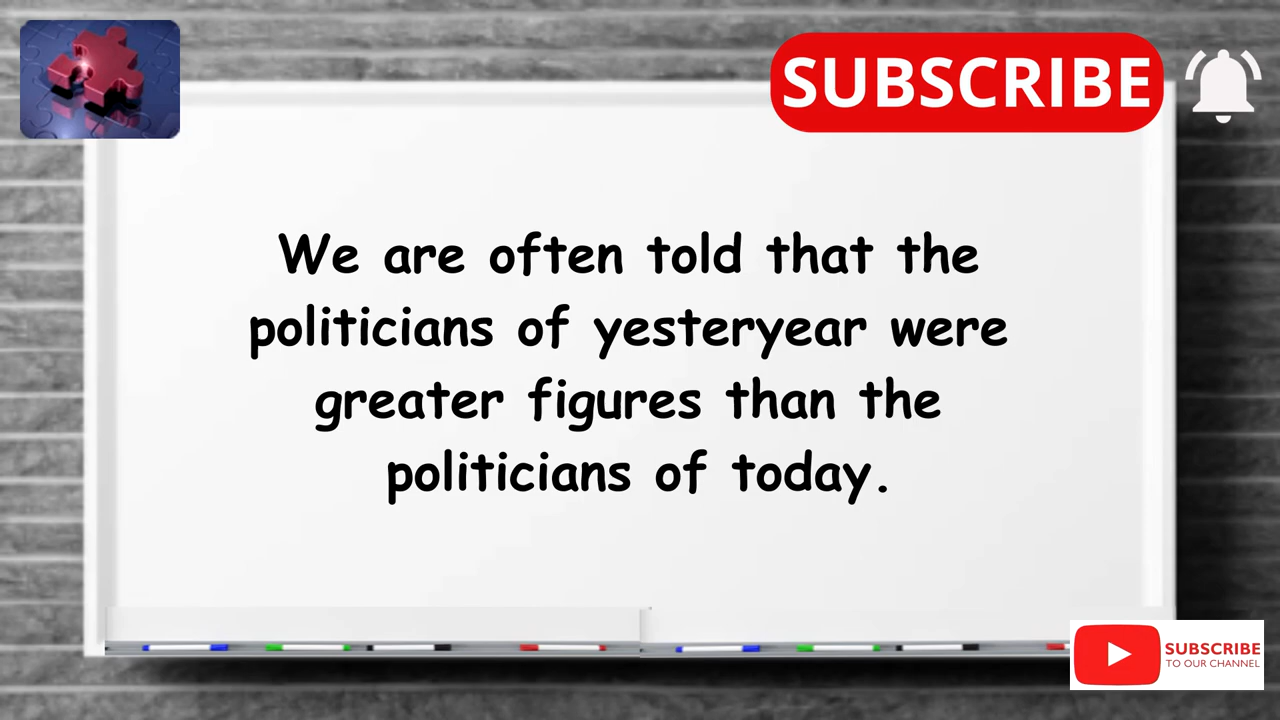 SUBSCRIBE
We are often told that the
politicians of yesteryear were
greater figures than the
politicians of today.
SUBSCRIBE
TO OUR CHANNEL